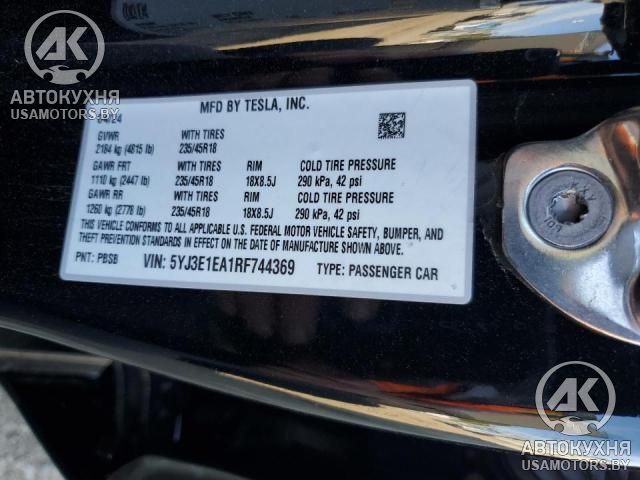 AK
АВТОКУХНЯ
USAMOTORS.BY
MFD BY TESLA, INC.
04/24
GVWR WITH TIRES
2184 kg (4815 lb) 235/45R18
GAWR FRT WITH TIRES RIM COLD TIRE PRESSURE
1110 kg (2447 lb) 235/45R18 18X8.5J 290 kPa, 42 psi
GAWR RR WITH TIRES RIM COLD TIRE PRESSURE
1260 kg (2778 lb) 235/45R18 18X8.5J 290 kPa, 42 psi
THIS VEHICLE CONFORMS TO ALL APPLICABLE U.S. FEDERAL MOTOR VEHICLE SAFETY, BUMPER, AND
THEFT PREVENTION STANDARDS IN EFFECT ON THE DATE OF MANUFACTURE SHOWN ABOVE.
PNT: PBSB VIN: 5YJ3E1EA1RF744369 TYPE: PASSENGER CAR
AK
АВТОКУХНЯ
USAMOTORS.BY